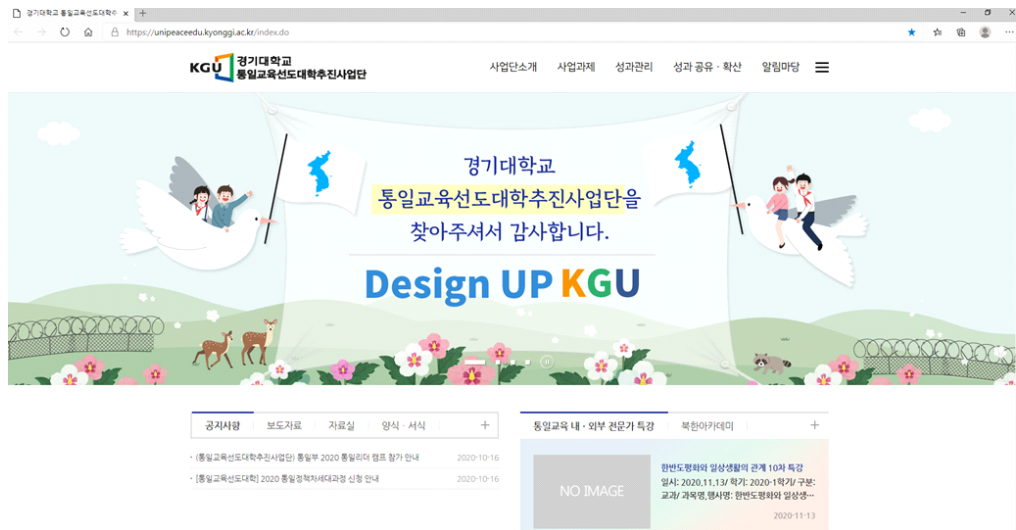 경기대학교 통일교육선도대학추
https://unipeaceedu.kyonggi.ac.kr/index.do
KGU 경기대학교
통일교육선도대학추진사업단
사업단소개 사업과제 성과관리 성과 공유 · 확산 알림마당
경기대학교
통일교육선도대학추진사업단을
찾아주셔서 감사합니다.
Design UP KGU
공지사항 보도자료 자료실 양식 · 서식 +
(통일교육선도대학추진사업단) 통일부 2020 통일리더 캠프 참가 안내 2020-10-16
[통일교육선도대학] 2020 통일정책차세대과정 신청 안내 2020-10-16
통일교육 내 · 외부 전문가 특강 북한아카데미 +
NO IMAGE
한반도평화와 일상생활의 관계 10차 특강
일시: 2020.11.13/ 학기: 2020-1학기/ 구분:
교과/ 과목명,행사명: 한반도평화와 일상생…
2020-11-13